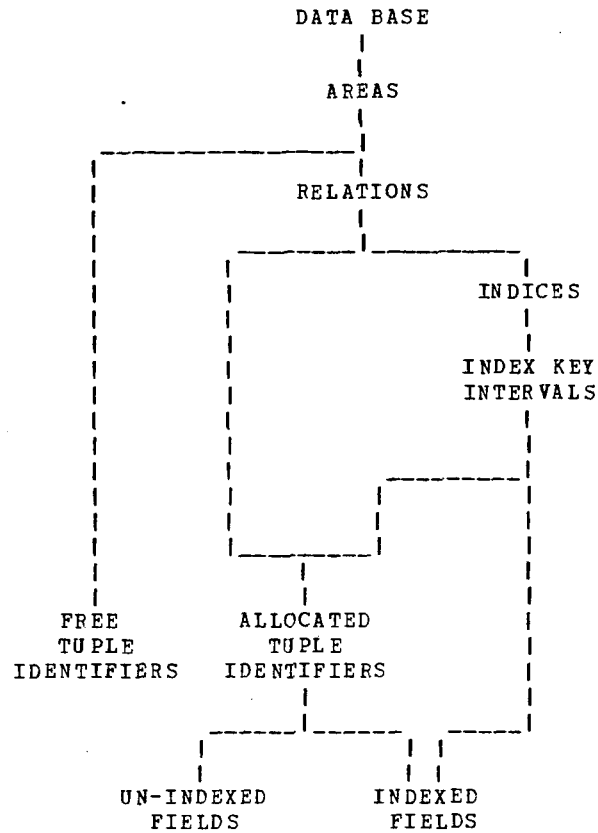 DATA BASE
AREAS
RELATIONS
INDICES
INDEX KEY
INTERVALS
FREE
TUPLE
IDENTIFIERS
ALLOCATED
TUPLE
IDENTIFIERS
UN-INDEXED
FIELDS
INDEXED
FIELDS